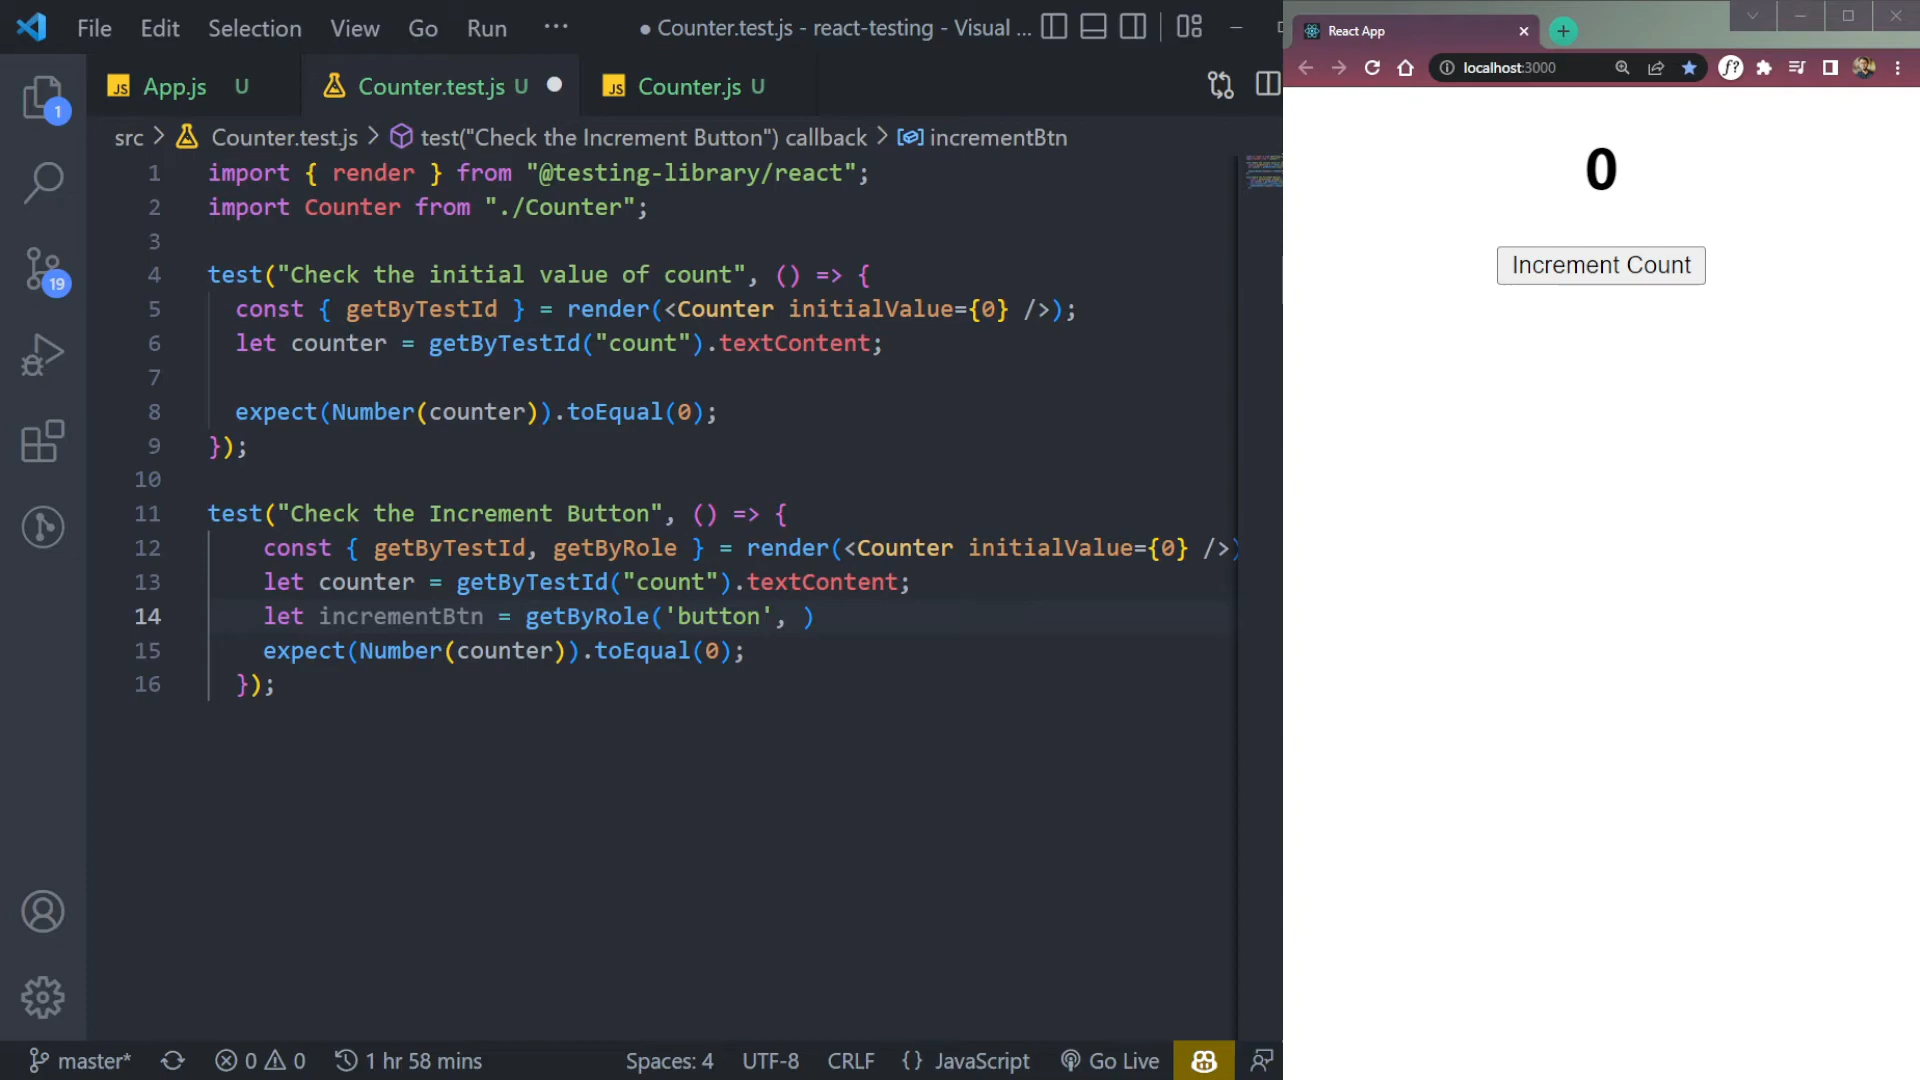 File Edit Selection View Go Run ··· ● Counter.test.js - react-testing - Visual ...
App.js U Counter.test.js U ● Counter.js U
src > Counter.test.js > test("Check the Increment Button") callback > incrementBtn
1 import { render } from "@testing-library/react";
2 import Counter from "./Counter";
3
4 test("Check the initial value of count", () => {
5 const { getByTestId } = render(<Counter initialValue={0} />);
6 let counter = getByTestId("count").textContent;
7
8 expect(Number(counter)).toEqual(0);
9 });
10
11 test("Check the Increment Button", () => {
12 const { getByTestId, getByRole } = render(<Counter initialValue={0} />)
13 let counter = getByTestId("count").textContent;
14 let incrementBtn = getByRole('button', )
15 expect(Number(counter)).toEqual(0);
16 });
1
19
master* 0 0 1 hr 58 mins Spaces: 4 UTF-8 CRLF {} JavaScript Go Live
React App
localhost:3000 f?
0
Increment Count